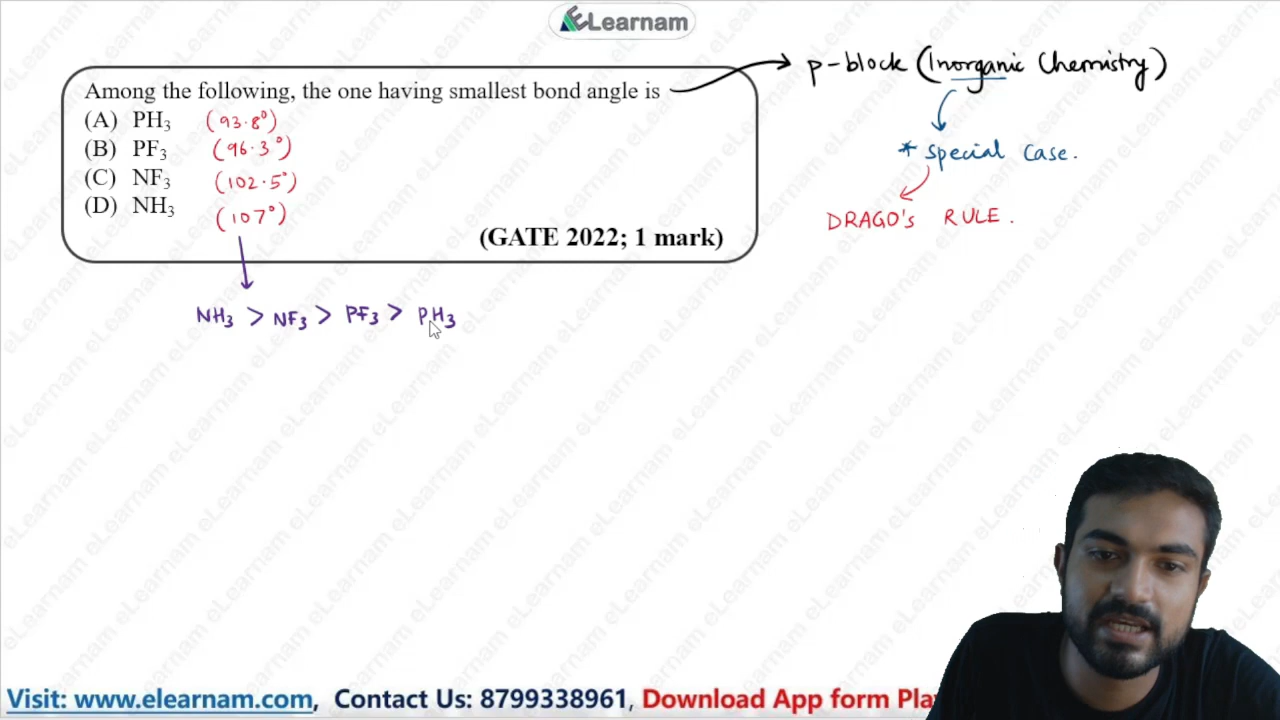 eLearnam
p-block (Inorganic Chemistry)
Among the following, the one having smallest bond angle is
(A) PH₃ (93.8°)
(B) PF₃ (96.3°)
(C) NF₃ (102.5°)
(D) NH₃ (107°)
(GATE 2022; 1 mark)
* Special Case.
DRAGO's RULE.
NH₃ > NF₃ > PF₃ > PH₃
Visit: www.elearnam.com, Contact Us: 8799338961, Download App form